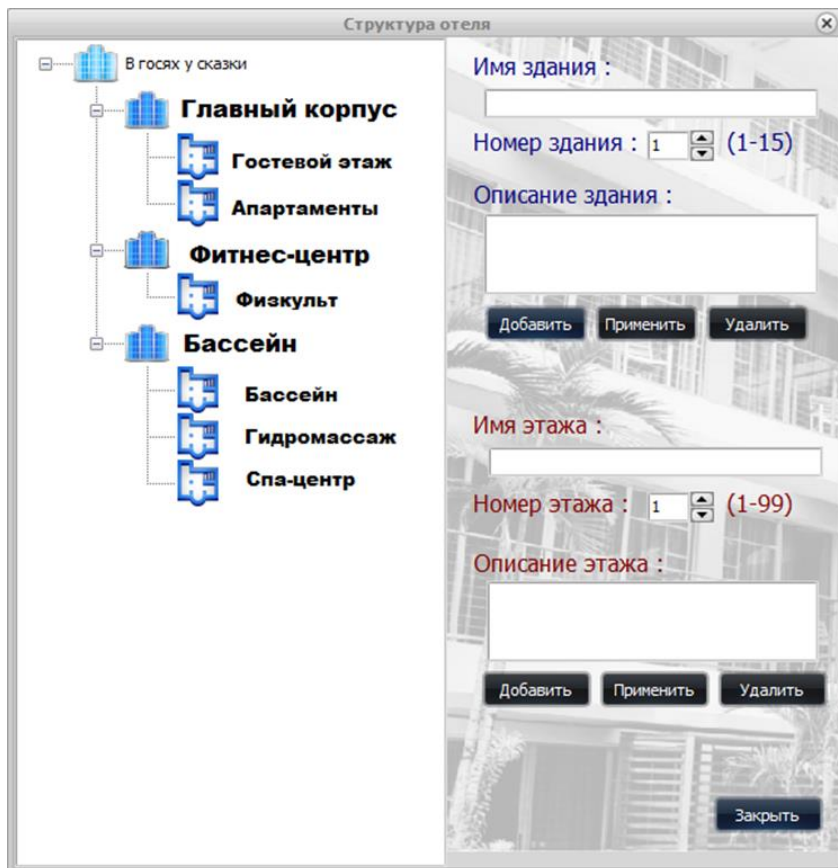 Структура отеля
В госях у сказки
Главный корпус
Гостевой этаж
Апартаменты
Фитнес-центр
Физкульт
Бассейн
Бассейн
Гидромассаж
Спа-центр
Имя здания :
Номер здания : 1 (1-15)
Описание здания :
Добавить Применить Удалить
Имя этажа :
Номер этажа : 1 (1-99)
Описание этажа :
Добавить Применить Удалить
Закрыть